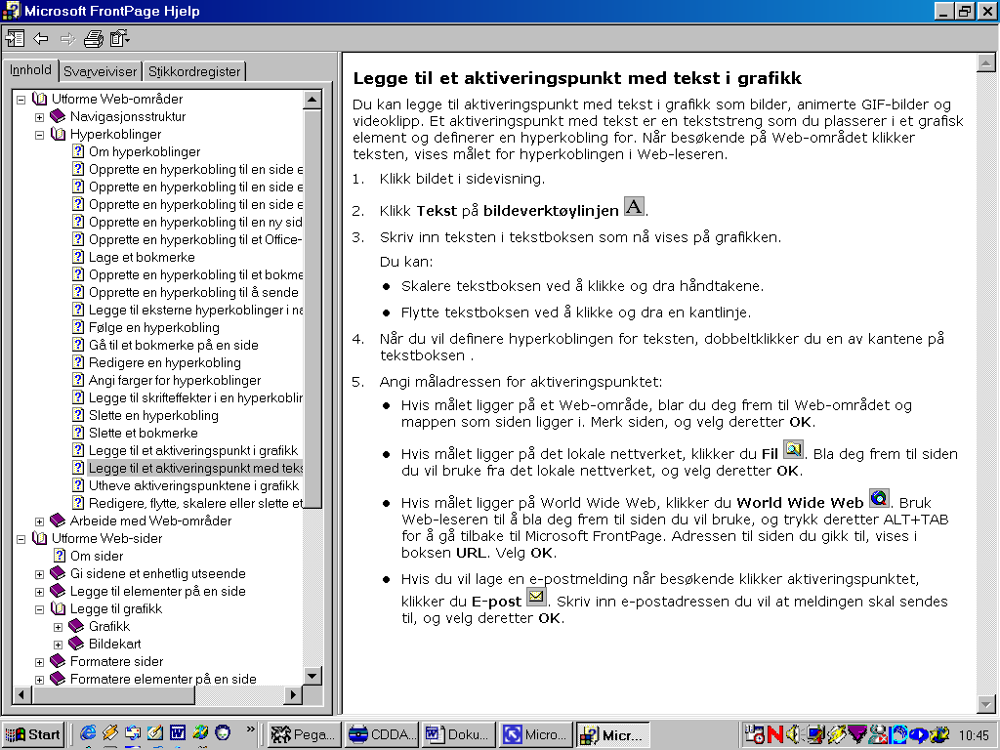 Microsoft FrontPage Hjelp
Innhold
Svarveiviser
Stikkordregister
Utforme Web-områder
Navigasjonsstruktur
Hyperkoblinger
Om hyperkoblinger
Opprette en hyperkobling til en side e
Opprette en hyperkobling til en side e
Opprette en hyperkobling til en side e
Opprette en hyperkobling til en ny sid
Opprette en hyperkobling til et Office-
Lage et bokmerke
Opprette en hyperkobling til et bokme
Opprette en hyperkobling til å sende
Legge til eksterne hyperkoblinger i na
Følge en hyperkobling
Gå til et bokmerke på en side
Redigere en hyperkobling
Angi farger for hyperkoblinger
Legge til skrifteffekter i en hyperkoblin
Slette en hyperkobling
Slette et bokmerke
Legge til et aktiveringspunkt i grafikk
Legge til et aktiveringspunkt med teks
Utheve aktiveringspunktene i grafikk
Redigere, flytte, skalere eller slette et
Arbeide med Web-områder
Utforme Web-sider
Om sider
Gi sidene et enhetlig utseende
Legge til elementer på en side
Legge til grafikk
Grafikk
Bildekart
Formatere sider
Formatere elementer på en side
Legge til et aktiveringspunkt med tekst i grafikk
Du kan legge til aktiveringspunkt med tekst i grafikk som bilder, animerte GIF-bilder og
videoklipp. Et aktiveringspunkt med tekst er en tekststreng som du plasserer i et grafisk
element og definerer en hyperkobling for. Når besøkende på Web-området klikker
teksten, vises målet for hyperkoblingen i Web-leseren.
1. Klikk bildet i sidevisning.
2. Klikk Tekst på bildeverktøylinjen A.
3. Skriv inn teksten i tekstboksen som nå vises på grafikken.
Du kan:
● Skalere tekstboksen ved å klikke og dra håndtakene.
● Flytte tekstboksen ved å klikke og dra en kantlinje.
4. Når du vil definere hyperkoblingen for teksten, dobbeltklikker du en av kantene på
tekstboksen .
5. Angi måladressen for aktiveringspunktet:
● Hvis målet ligger på et Web-område, blar du deg frem til Web-området og
mappen som siden ligger i. Merk siden, og velg deretter OK.
● Hvis målet ligger på det lokale nettverket, klikker du Fil . Bla deg frem til siden
du vil bruke fra det lokale nettverket, og velg deretter OK.
● Hvis målet ligger på World Wide Web, klikker du World Wide Web . Bruk
Web-leseren til å bla deg frem til siden du vil bruke, og trykk deretter ALT+TAB
for å gå tilbake til Microsoft FrontPage. Adressen til siden du gikk til, vises i
boksen URL. Velg OK.
● Hvis du vil lage en e-postmelding når besøkende klikker aktiveringspunktet,
klikker du E-post . Skriv inn e-postadressen du vil at meldingen skal sendes
til, og velg deretter OK.
Start
»
Pega...
CDDA...
Doku...
Micro...
Micr...
10:45